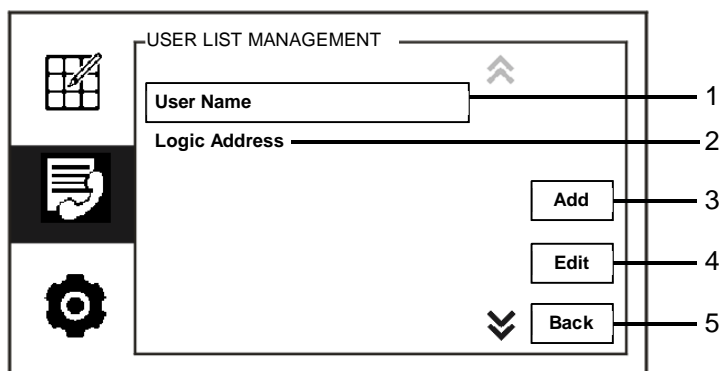 USER LIST MANAGEMENT
User Name 1
Logic Address 2
Add 3
Edit 4
Back 5